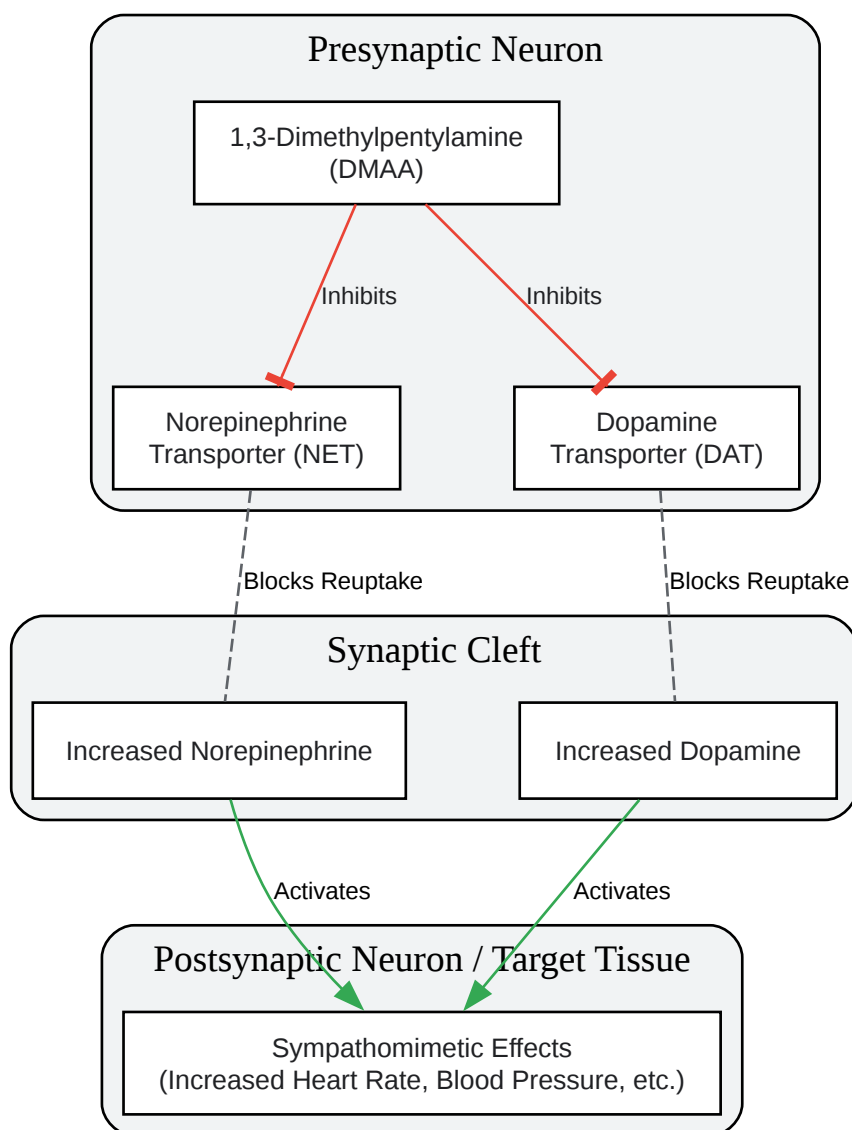 Presynaptic Neuron
1,3-Dimethylpentylamine
(DMAA)
Inhibits
Inhibits
Norepinephrine
Transporter (NET)
Dopamine
Transporter (DAT)
Blocks Reuptake
Blocks Reuptake
Synaptic Cleft
Increased Norepinephrine
Increased Dopamine
Activates
Activates
Postsynaptic Neuron / Target Tissue
Sympathomimetic Effects
(Increased Heart Rate, Blood Pressure, etc.)